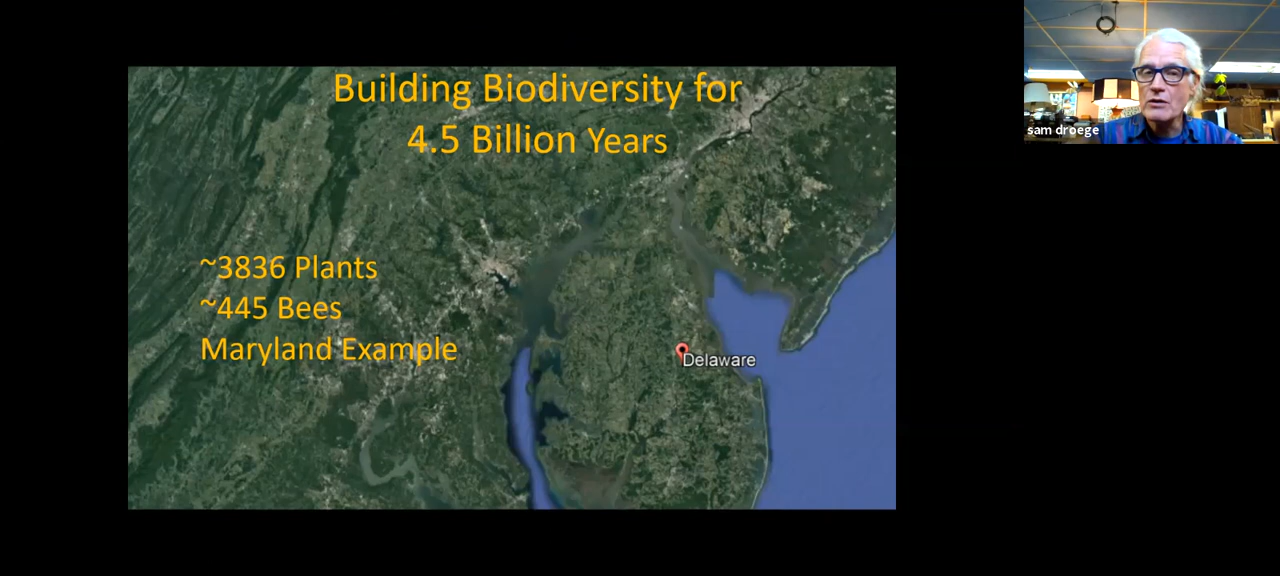 Building Biodiversity for
4.5 Billion Years
sam droege
~3836 Plants
~445 Bees
Maryland Example
Delaware